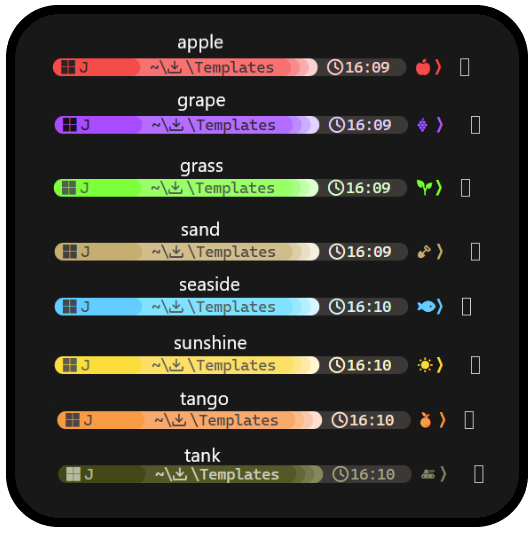 apple
J ~\ \Templates 16:09
grape
J ~\ \Templates 16:09
grass
J ~\ \Templates 16:09
sand
J ~\ \Templates 16:09
seaside
J ~\ \Templates 16:10
sunshine
J ~\ \Templates 16:10
tango
J ~\ \Templates 16:10
tank
J ~\ \Templates 16:10